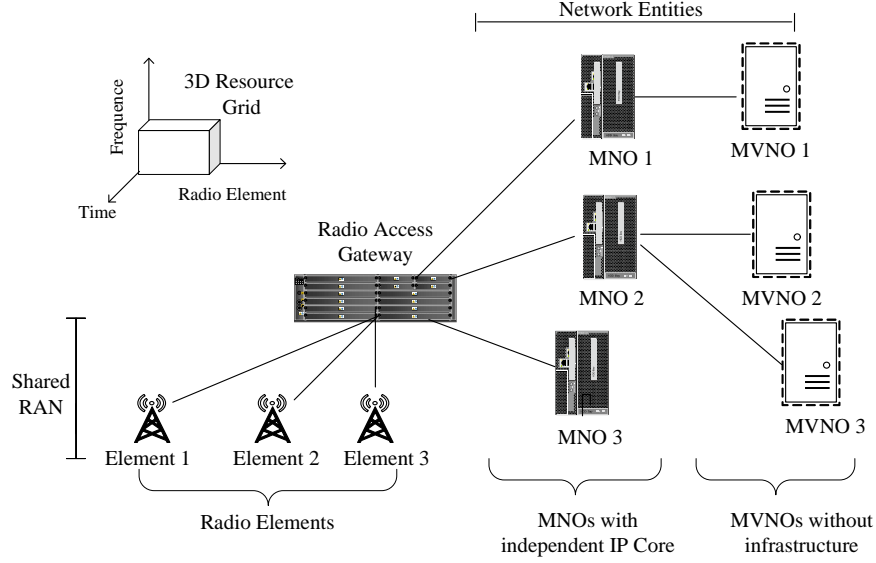 Network Entities
3D Resource
Grid
Frequence
Radio Element
Time
MNO 1
MVNO 1
Radio Access
Gateway
MNO 2
MVNO 2
Shared
RAN
MNO 3
MVNO 3
Element 1
Element 2
Element 3
Radio Elements
MNOs with
independent IP Core
MVNOs without
infrastructure